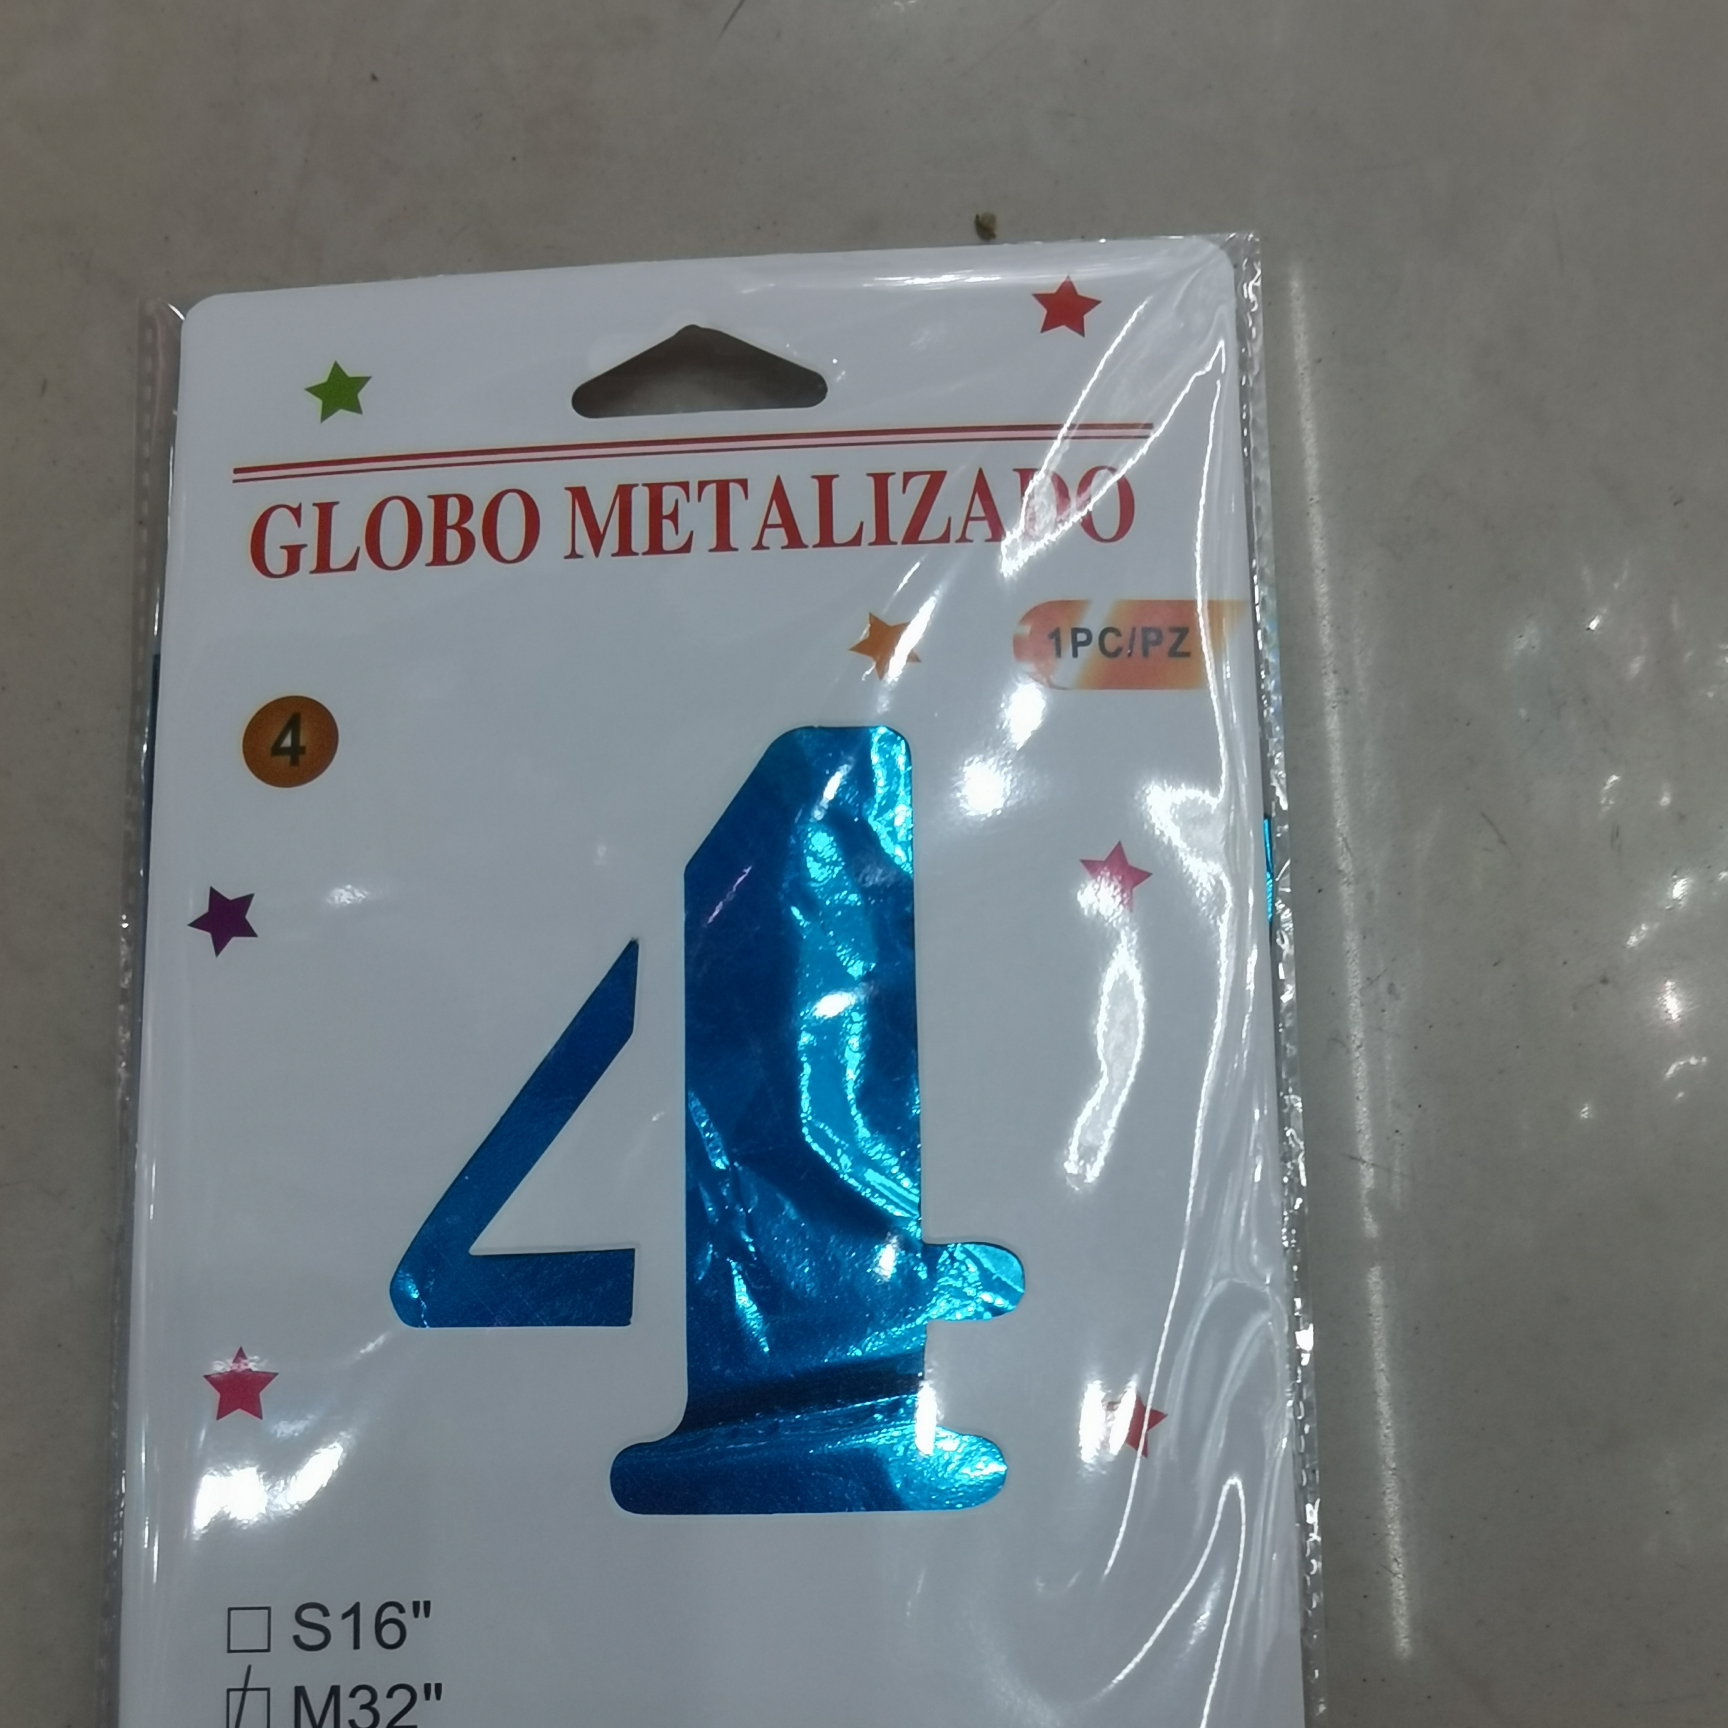 GLOBO METALIZADO
1PC/PZ
4
4
S16"
M32"